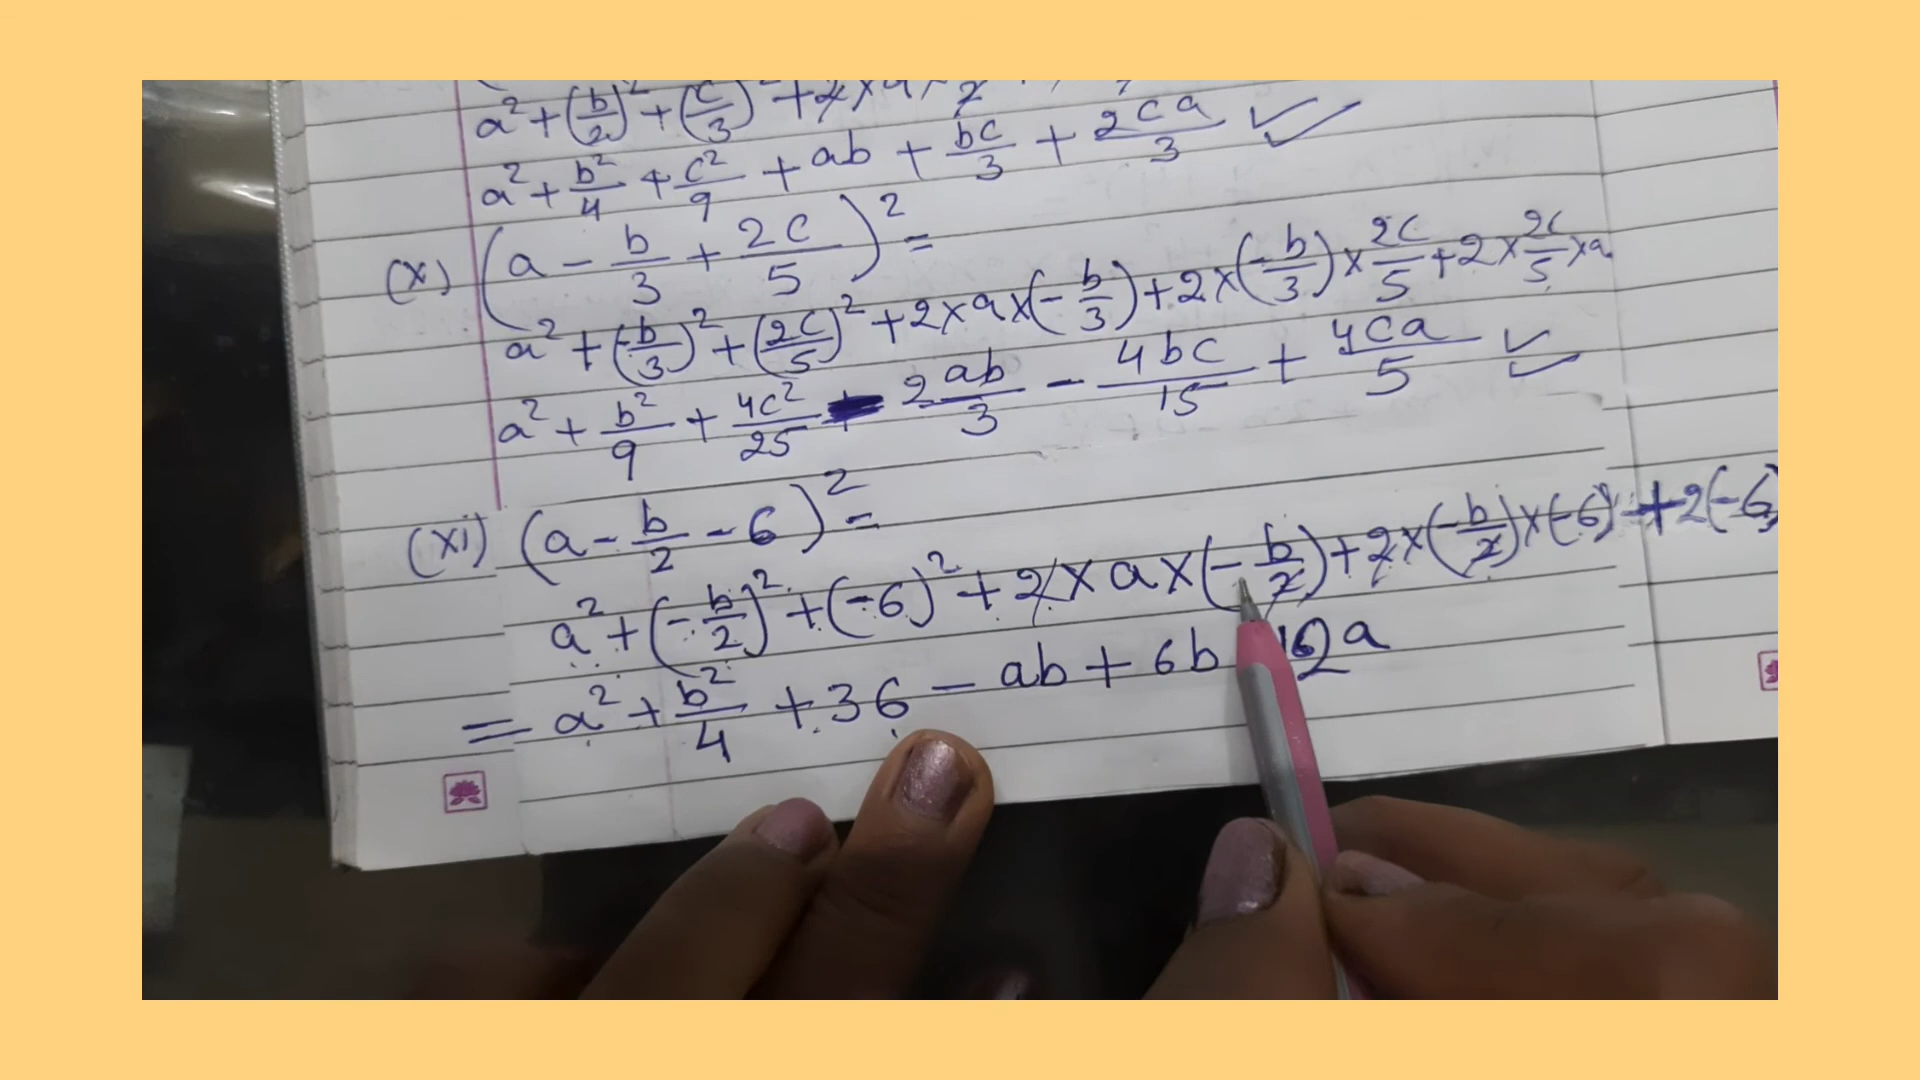 a² + (b/2)² + (c/3)² + 2 × a ×
a² + b²/4 + c²/9 + ab + bc/3 + 2ca/3 ✓
(x) (a - b/3 + 2c/5)² =
a² + (-b/3)² + (2c/5)² + 2 × a × (-b/3) + 2 × (-b/3) × 2c/5 + 2 × 2c/5 × a
a² + b²/9 + 4c²/25 - 2ab/3 - 4bc/15 + 4ca/5 ✓
(xi) (a - b/2 - 6)² =
a² + (-b/2)² + (-6)² + 2 × a × (-b/2) + 2 × (-b/2) × (-6) + 2(-6)
= a² + b²/4 + 36 - ab + 6b 12a